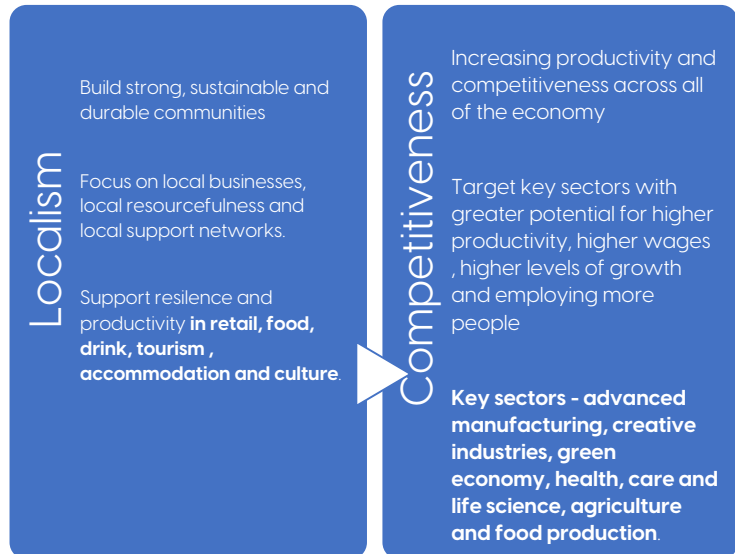 Localism
Build strong, sustainable and
durable communities
Focus on local businesses,
local resourcefulness and
local support networks.
Support resilence and
productivity in retail, food,
drink, tourism ,
accommodation and culture.
Competitiveness
Increasing productivity and
competitiveness across all
of the economy
Target key sectors with
greater potential for higher
productivity, higher wages
, higher levels of growth
and employing more
people
Key sectors - advanced
manufacturing, creative
industries, green
economy, health, care and
life science, agriculture
and food production.